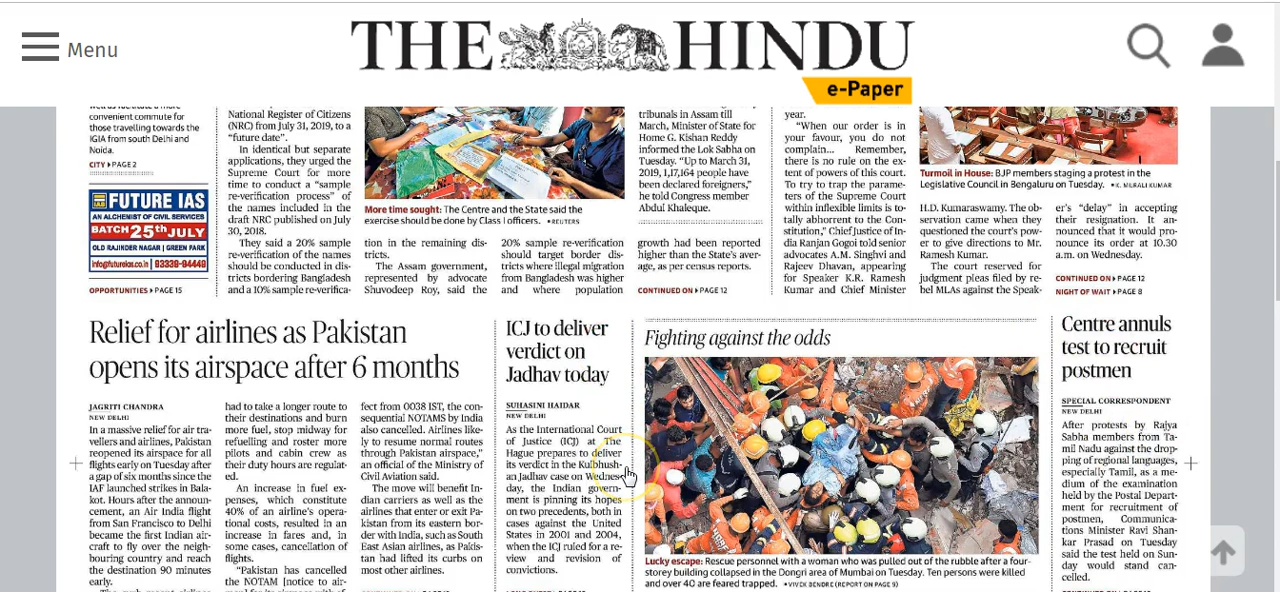 Menu
THE HINDU
e-Paper
convenient commute for
those travelling towards the
IGIA from south Delhi and
Noida.
CITY PAGE 2
FUTURE IAS
AN ALCHEMIST OF CIVIL SERVICES
BATCH 25th JULY
OLD RAJINDER NAGAR | GREEN PARK
info@futureias.co.in | 93339-94449
OPPORTUNITIES PAGE 15
National Register of Citizens
(NRC) from July 31, 2019, to a
"future date".
In identical but separate
applications, they urged the
Supreme Court for more
time to conduct a "sample
re-verification process" of
the names included in the
draft NRC published on July
30, 2018.
They said a 20% sample
re-verification of the names
should be conducted in dis-
tricts bordering Bangladesh
and a 10% sample re-verifica-
More time sought: The Centre and the State said the
exercise should be done by Class I officers. • REUTERS
tion in the remaining dis-
tricts.
The Assam government,
represented by advocate
Shuvodeep Roy, said the
20% sample re-verification
should target border dis-
tricts where illegal migration
from Bangladesh was higher
and where population
tribunals in Assam till
March, Minister of State for
Home G. Kishan Reddy
informed the Lok Sabha on
Tuesday. "Up to March 31,
2019, 1,17,164 people have
been declared foreigners,"
he told Congress member
Abdul Khaleque.
growth had been reported
higher than the State's aver-
age, as per census reports.
CONTINUED ON PAGE 12
year.
"When our order is in
your favour, you do not
complain... Remember,
there is no rule on the ex-
tent of powers of this court.
To try to trap the parame-
ters of the Supreme Court
within inflexible limits is to-
tally abhorrent to the Con-
stitution," Chief Justice of In-
dia Ranjan Gogoi told senior
advocates A.M. Singhvi and
Rajeev Dhavan, appearing
for Speaker K.R. Ramesh
Kumar and Chief Minister
Turmoil in House: BJP members staging a protest in the
Legislative Council in Bengaluru on Tuesday. • K. MURALI KUMAR
H.D. Kumaraswamy. The ob-
servation came when they
questioned the court's pow-
er to give directions to Mr.
Ramesh Kumar.
The court reserved for
judgment pleas filed by re-
bel MLAs against the Speak-
er's "delay" in accepting
their resignation. It an-
nounced that it would pro-
nounce its order at 10.30
a.m. on Wednesday.
CONTINUED ON PAGE 12
NIGHT OF WAIT PAGE 8
Relief for airlines as Pakistan
opens its airspace after 6 months
JAGRITI CHANDRA
NEW DELHI
In a massive relief for air tra-
vellers and airlines, Pakistan
reopened its airspace for all
flights early on Tuesday after
a gap of six months since the
IAF launched strikes in Bala-
kot. Hours after the announ-
cement, an Air India flight
from San Francisco to Delhi
became the first Indian air-
craft to fly over the neigh-
bouring country and reach
the destination 90 minutes
early.
had to take a longer route to
their destinations and burn
more fuel, stop midway for
refuelling and roster more
pilots and cabin crew as
their duty hours are regulat-
ed.
An increase in fuel ex-
penses, which constitute
40% of an airline's opera-
tional costs, resulted in an
increase in fares and, in
some cases, cancellation of
flights.
"Pakistan has cancelled
the NOTAM [notice to air-
fect from 0038 IST, the con-
sequential NOTAMS by India
also cancelled. Airlines like-
ly to resume normal routes
through Pakistan airspace,"
an official of the Ministry of
Civil Aviation said.
The move will benefit In-
dian carriers as well as the
airlines that enter or exit Pa-
kistan from its eastern bor-
der with India, such as South
East Asian airlines, as Pakis-
tan had lifted its curbs on
most other airlines.
ICJ to deliver
verdict on
Jadhav today
SUHASINI HAIDAR
NEW DELHI
As the International Court
of Justice (ICJ) at The
Hague prepares to deliver
its verdict in the Kulbhush-
an Jadhav case on Wednes-
day, the Indian govern-
ment is pinning its hopes
on two precedents, both in
cases against the United
States in 2001 and 2004,
when the ICJ ruled for a re-
view and revision of
convictions.
Fighting against the odds
Lucky escape: Rescue personnel with a woman who was pulled out of the rubble after a four-
storey building collapsed in the Dongri area of Mumbai on Tuesday. Ten persons were killed
and over 40 are feared trapped. • VIVEK BENDRE (REPORT ON PAGE 9)
Centre annuls
test to recruit
postmen
SPECIAL CORRESPONDENT
NEW DELHI
After protests by Rajya
Sabha members from Ta-
mil Nadu against the drop-
ping of regional languages,
especially Tamil, as a me-
dium of the examination
held by the Postal Depart-
ment for recruitment of
postmen, Communica-
tions Minister Ravi Shan-
kar Prasad on Tuesday
said the test held on Sun-
day would stand can-
celled.